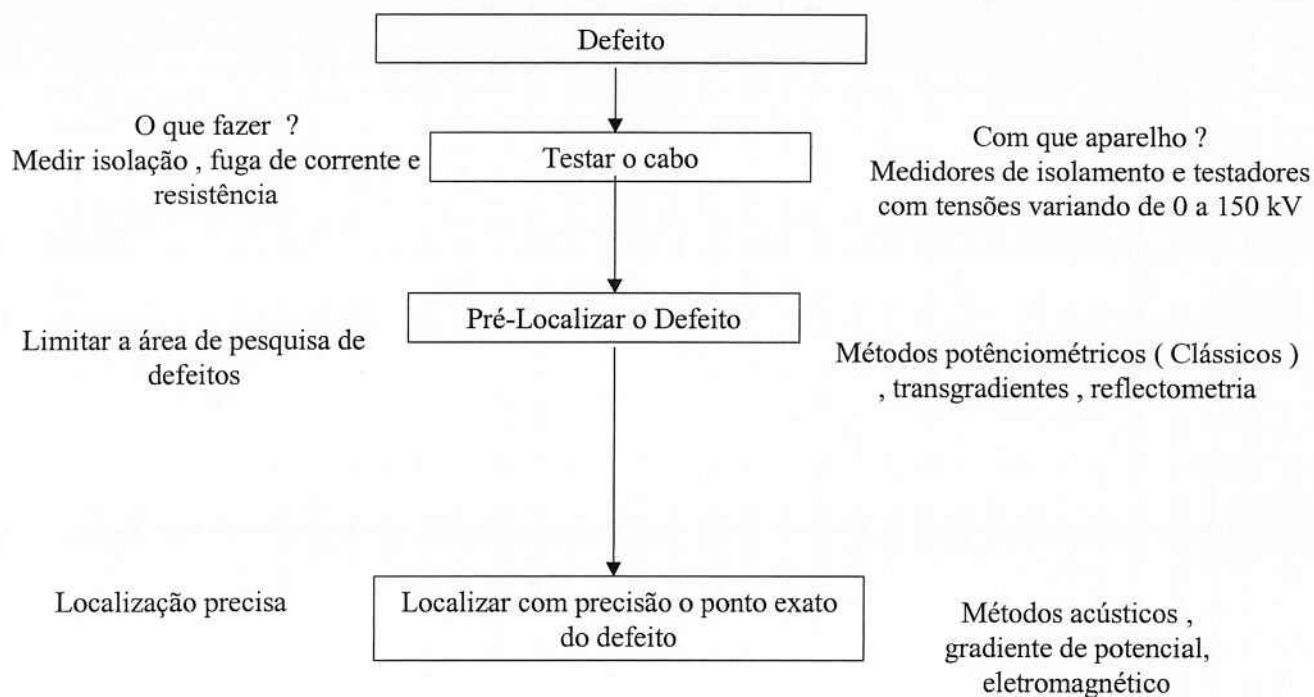 Defeito
O que fazer ?
Medir isolação , fuga de corrente e
resistência
Testar o cabo
Com que aparelho ?
Medidores de isolamento e testadores
com tensões variando de 0 a 150 kV
Pré-Localizar o Defeito
Limitar a área de pesquisa de
defeitos
Métodos potênciométricos ( Clássicos )
, transgradientes , reflectometria
Localização precisa
Localizar com precisão o ponto exato
do defeito
Métodos acústicos ,
gradiente de potencial,
eletromagnético